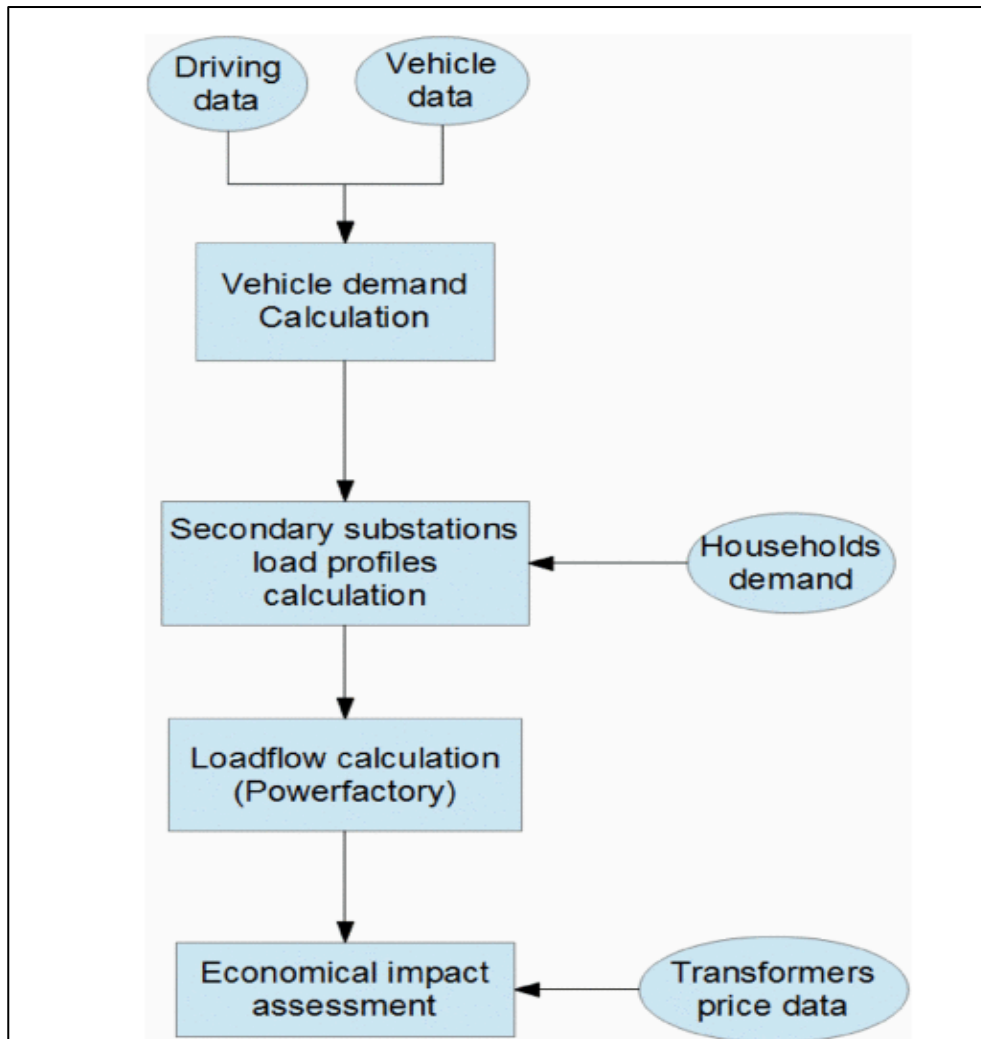 Driving
data
Vehicle
data
Vehicle demand
Calculation
Secondary substations
load profiles
calculation
Households
demand
Loadflow calculation
(Powerfactory)
Economical impact
assessment
Transformers
price data